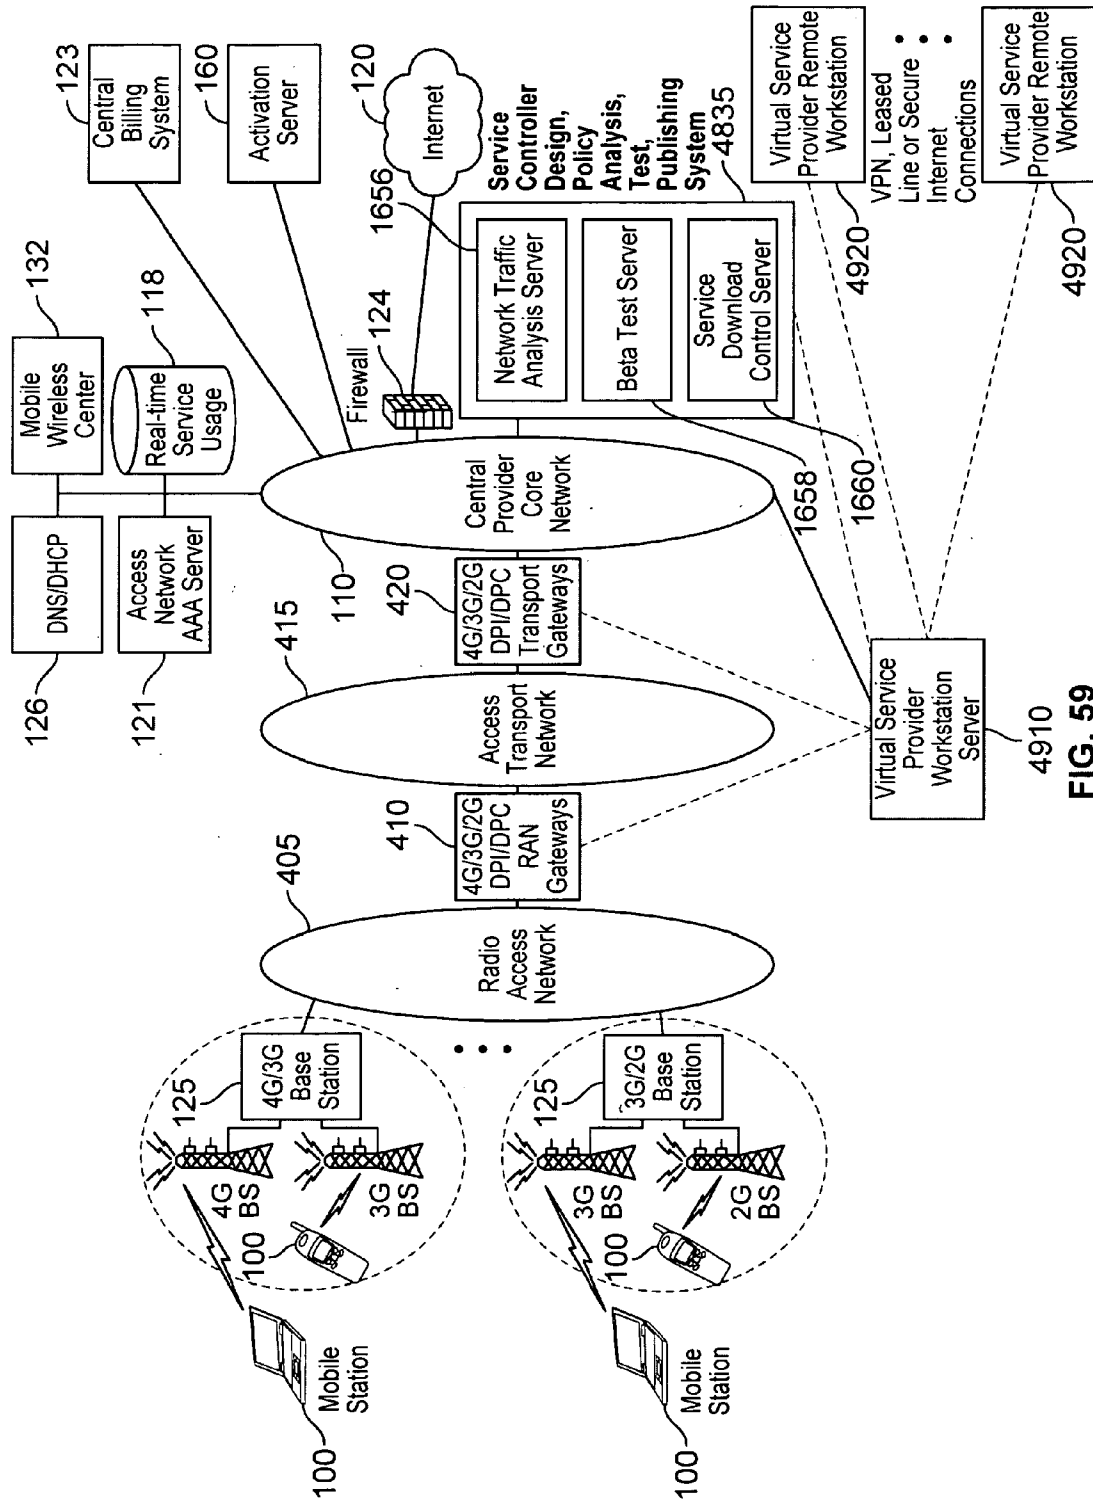 123
Central
Billing
System
160
Activation
Server
120
Internet
132
Mobile
Wireless
Center
118
Real-time
Service
Usage
DNS/DHCP
126
Access
Network
AAA Server
121
Firewall
124
1656
Service
Controller
Design,
Policy
Analysis,
Test,
Publishing
System
4835
Network Traffic
Analysis Server
Beta Test Server
Service
Download
Control Server
1658
1660
Central
Provider
Core
Network
110
420
4G/3G/2G
DPI/DPC
Transport
Gateways
415
Access
Transport
Network
410
4G/3G/2G
DPI/DPC
RAN
Gateways
405
Radio
Access
Network
125
4G/3G
Base
Station
4G
BS
3G
BS
100
Mobile
Station
100
125
3G/2G
Base
Station
3G
BS
2G
BS
100
Mobile
Station
100
Virtual Service
Provider Remote
Workstation
4920
VPN, Leased
Line or Secure
Internet
Connections
Virtual Service
Provider Remote
Workstation
4920
Virtual Service
Provider
Workstation
Server
4910
FIG. 59